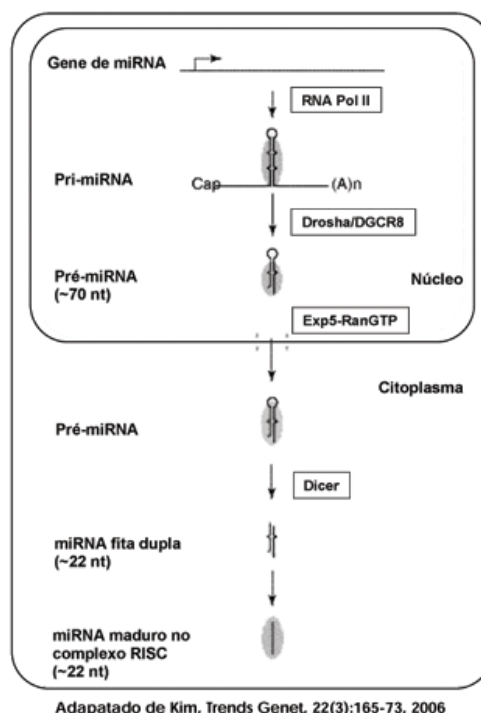 Gene de miRNA
RNA Pol II
Pri-miRNA
Cap
(A)n
Drosha/DGCR8
Pré-miRNA
(~70 nt)
Núcleo
Exp5-RanGTP
Citoplasma
Pré-miRNA
Dicer
miRNA fita dupla
(~22 nt)
miRNA maduro no
complexo RISC
(~22 nt)
Adapatado de Kim, Trends Genet. 22(3):165-73, 2006